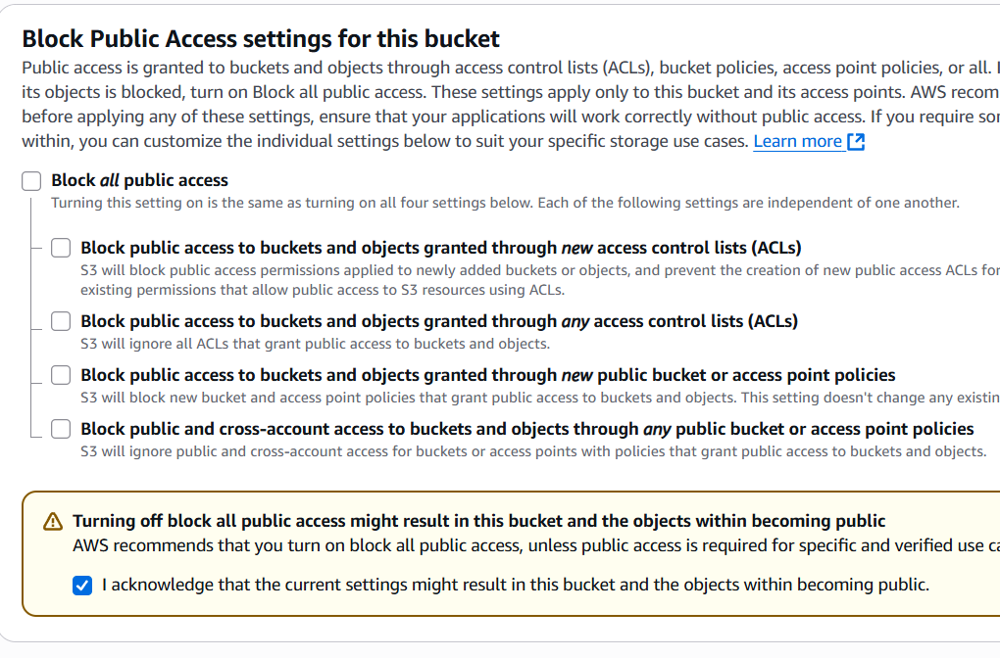 Block Public Access settings for this bucket
Public access is granted to buckets and objects through access control lists (ACLs), bucket policies, access point policies, or all. I
its objects is blocked, turn on Block all public access. These settings apply only to this bucket and its access points. AWS recom
before applying any of these settings, ensure that your applications will work correctly without public access. If you require so
within, you can customize the individual settings below to suit your specific storage use cases. Learn more
Block all public access
Turning this setting on is the same as turning on all four settings below. Each of the following settings are independent of one another.
Block public access to buckets and objects granted through new access control lists (ACLs)
S3 will block public access permissions applied to newly added buckets or objects, and prevent the creation of new public access ACLs for
existing permissions that allow public access to S3 resources using ACLs.
Block public access to buckets and objects granted through any access control lists (ACLs)
S3 will ignore all ACLs that grant public access to buckets and objects.
Block public access to buckets and objects granted through new public bucket or access point policies
S3 will block new bucket and access point policies that grant public access to buckets and objects. This setting doesn't change any existin
Block public and cross-account access to buckets and objects through any public bucket or access point policies
S3 will ignore public and cross-account access for buckets or access points with policies that grant public access to buckets and objects.
Turning off block all public access might result in this bucket and the objects within becoming public
AWS recommends that you turn on block all public access, unless public access is required for specific and verified use ca
I acknowledge that the current settings might result in this bucket and the objects within becoming public.